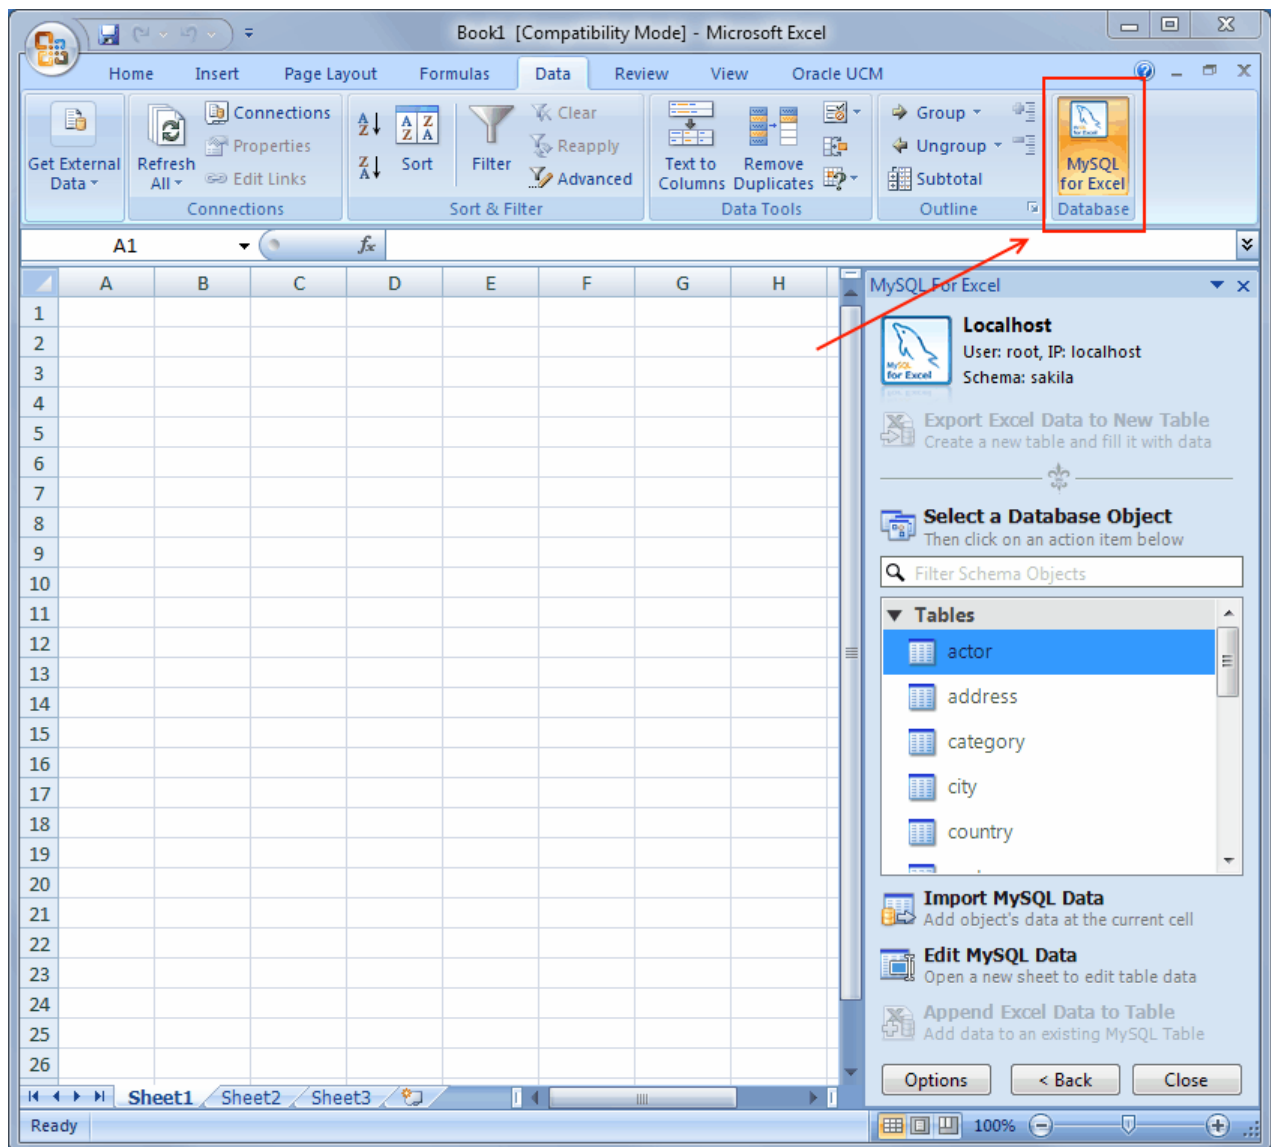 Book1 [Compatibility Mode] - Microsoft Excel
Home Insert Page Layout Formulas Data Review View Oracle UCM
Get External Data
Refresh All
Connections
Properties
Edit Links
Connections
Sort
Filter
Clear
Reapply
Advanced
Sort & Filter
Text to Columns
Remove Duplicates
Data Tools
Group
Ungroup
Subtotal
Outline
MySQL for Excel
Database
A1
fx
A B C D E F G H
1
2
3
4
5
6
7
8
9
10
11
12
13
14
15
16
17
18
19
20
21
22
23
24
25
26
MySQL For Excel
MySQL
for Excel
Localhost
User: root, IP: localhost
Schema: sakila
Export Excel Data to New Table
Create a new table and fill it with data
Select a Database Object
Then click on an action item below
Filter Schema Objects
Tables
actor
address
category
city
country
Import MySQL Data
Add object's data at the current cell
Edit MySQL Data
Open a new sheet to edit table data
Append Excel Data to Table
Add data to an existing MySQL Table
Options < Back Close
Sheet1 Sheet2 Sheet3
Ready
100%